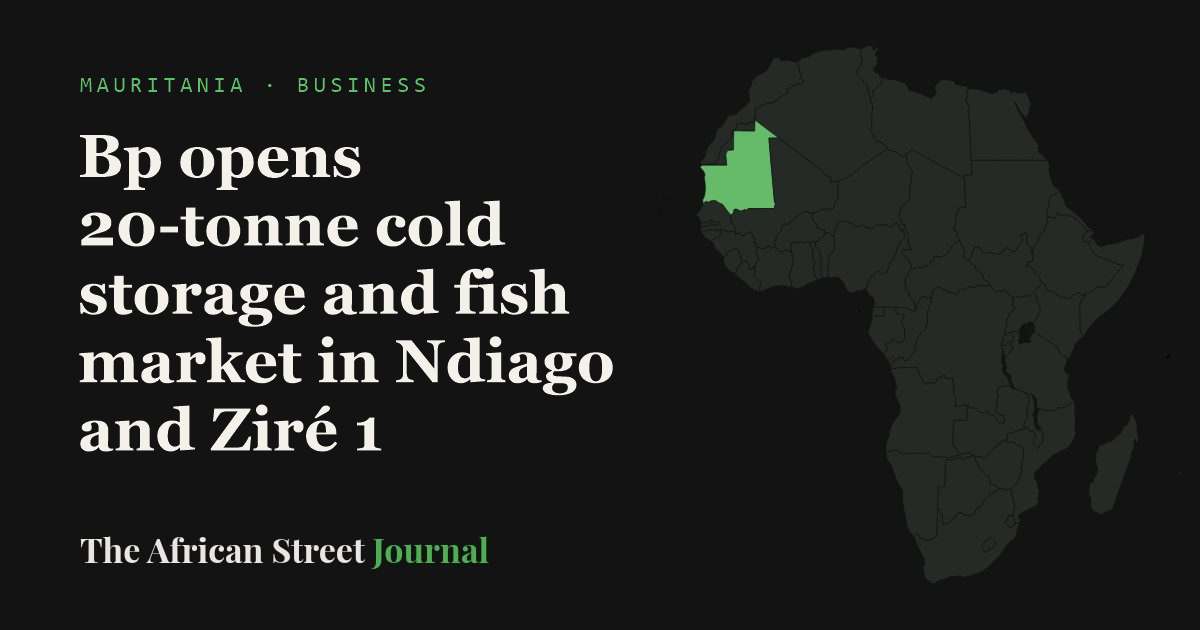 MAURITANIA · BUSINESS
Bp opens
20-tonne cold
storage and fish
market in Ndiago
and Ziré 1
The African Street Journal